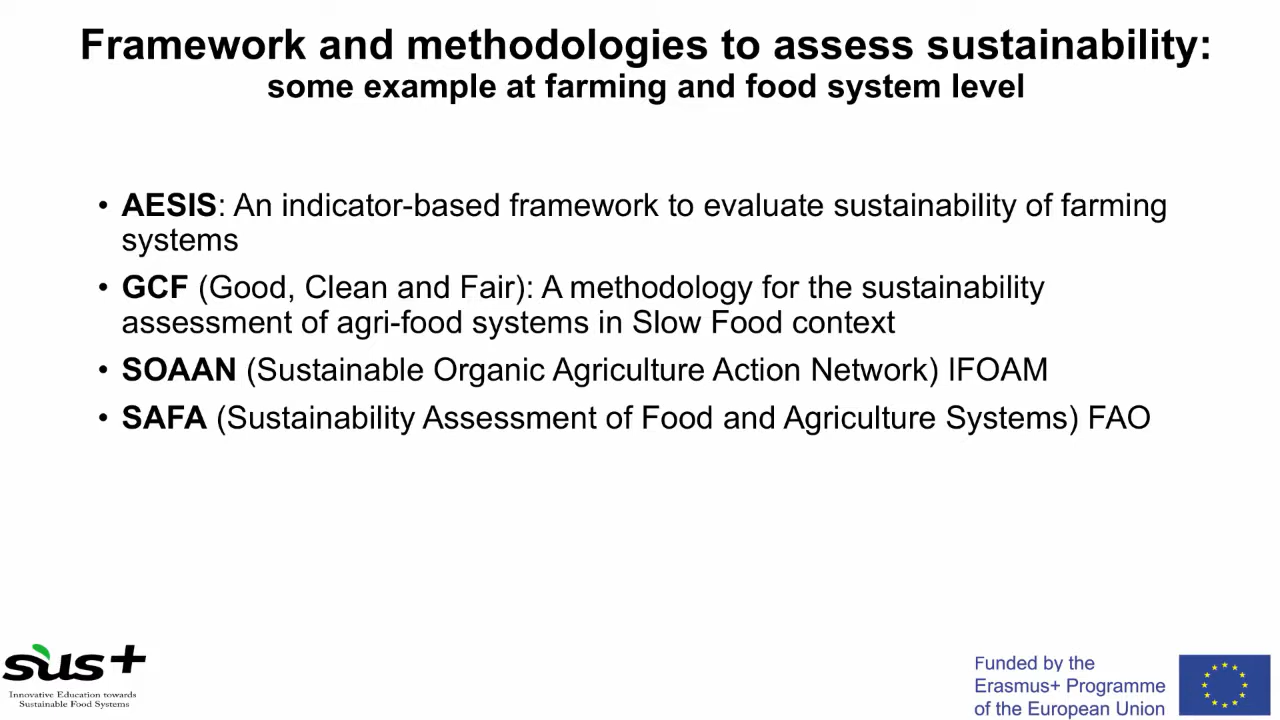 Framework and methodologies to assess sustainability:
some example at farming and food system level
• AESIS: An indicator-based framework to evaluate sustainability of farming
systems
• GCF (Good, Clean and Fair): A methodology for the sustainability
assessment of agri-food systems in Slow Food context
• SOAAN (Sustainable Organic Agriculture Action Network) IFOAM
• SAFA (Sustainability Assessment of Food and Agriculture Systems) FAO
sus+
Innovative Education towards
Sustainable Food Systems
Funded by the
Erasmus+ Programme
of the European Union